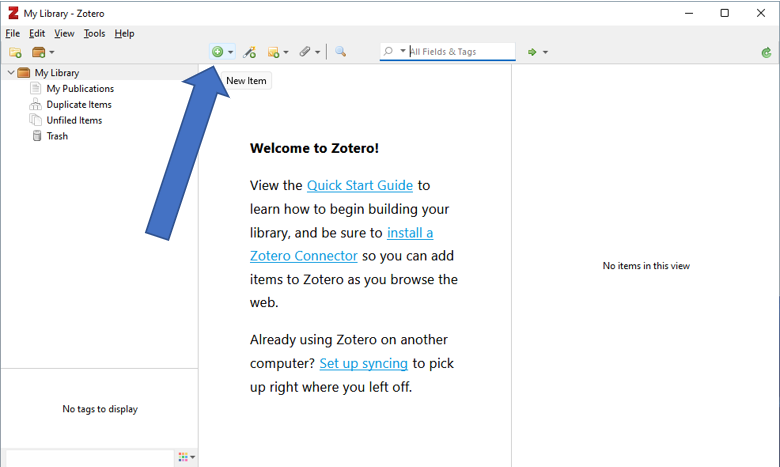 My Library - Zotero
File Edit View Tools Help
All Fields & Tags
My Library
My Publications
Duplicate Items
Unfiled Items
Trash
New Item
Welcome to Zotero!
View the Quick Start Guide to
learn how to begin building your
library, and be sure to install a
Zotero Connector so you can add
items to Zotero as you browse the
web.
Already using Zotero on another
computer? Set up syncing to pick
up right where you left off.
No items in this view
No tags to display